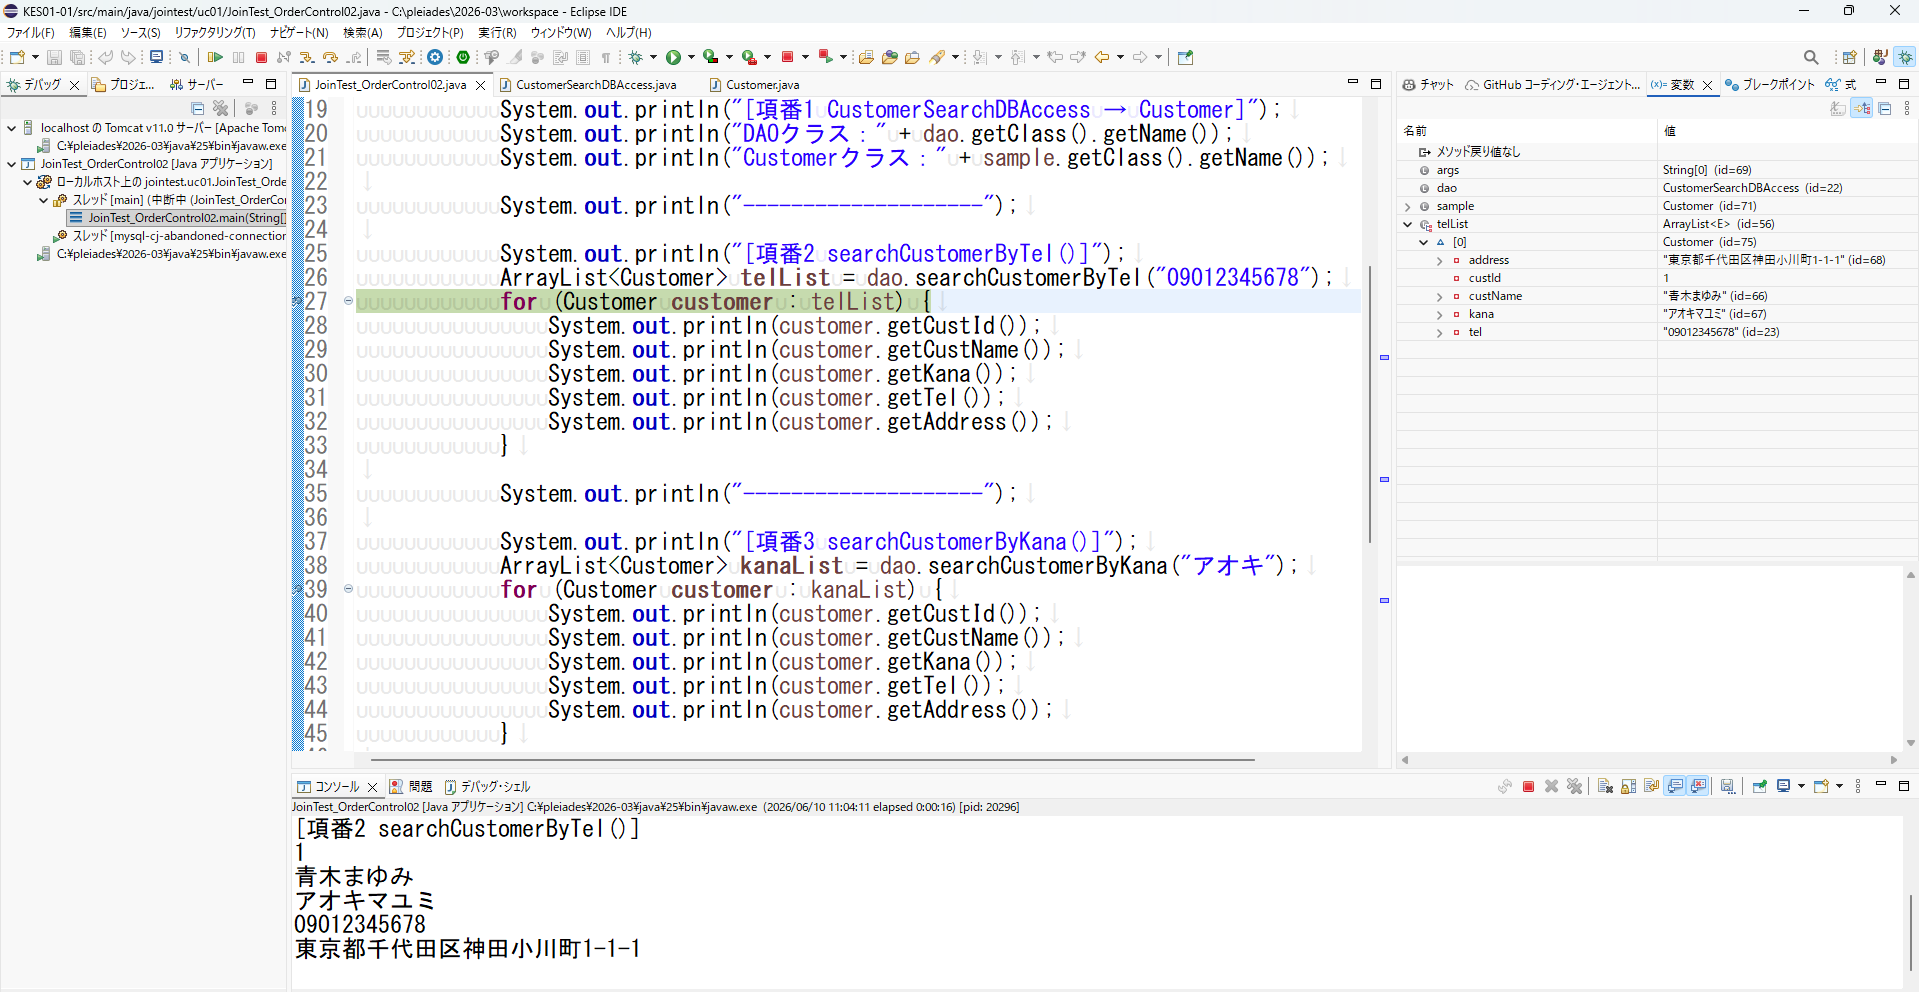 KES01-01/src/main/java/jointest/uc01/JoinTest_OrderControl02.java - C:\pleiades\2026-03\workspace - Eclipse IDE
ファイル(F) 編集(E) ソース(S) リファクタリング(T) ナビゲート(N) 検索(A) プロジェクト(P) 実行(R) ウィンドウ(W) ヘルプ(H)
デバッグ プロジェ... サーバー
localhost の Tomcat v11.0 サーバー [Apache Tom
C:¥pleiades¥2026-03¥java¥25¥bin¥javaw.exe
JoinTest_OrderControl02 [Java アプリケーション]
ローカルホスト上の jointest.uc01.JoinTest_Orde
スレッド [main] (中断中 (JoinTest_OrderCo
JoinTest_OrderControl02.main(String[]
スレッド [mysql-cj-abandoned-connection
C:¥pleiades¥2026-03¥java¥25¥bin¥javaw.exe
JoinTest_OrderControl02.java CustomerSearchDBAccess.java Customer.java
19 System.out.println("[項番1 CustomerSearchDBAccess → Customer]");
20 System.out.println("DAOクラス：" + dao.getClass().getName());
21 System.out.println("Customerクラス：" + sample.getClass().getName());
22
23 System.out.println("--------------------");
24
25 System.out.println("[項番2 searchCustomerByTel()]");
26 ArrayList<Customer> telList = dao.searchCustomerByTel("09012345678");
27 for (Customer customer : telList) {
28 System.out.println(customer.getCustId());
29 System.out.println(customer.getCustName());
30 System.out.println(customer.getKana());
31 System.out.println(customer.getTel());
32 System.out.println(customer.getAddress());
33 }
34
35 System.out.println("--------------------");
36
37 System.out.println("[項番3 searchCustomerByKana()]");
38 ArrayList<Customer> kanaList = dao.searchCustomerByKana("アオキ");
39 for (Customer customer : kanaList) {
40 System.out.println(customer.getCustId());
41 System.out.println(customer.getCustName());
42 System.out.println(customer.getKana());
43 System.out.println(customer.getTel());
44 System.out.println(customer.getAddress());
45 }
チャット GitHub コーディング・エージェント... (x)= 変数 ブレークポイント 式
名前 値
メソッド戻り値なし
args String[0] (id=69)
dao CustomerSearchDBAccess (id=22)
sample Customer (id=71)
telList ArrayList<E> (id=56)
[0] Customer (id=75)
address "東京都千代田区神田小川町1-1-1" (id=68)
custId 1
custName "青木まゆみ" (id=66)
kana "アオキマユミ" (id=67)
tel "09012345678" (id=23)
コンソール 問題 デバッグ・シェル
JoinTest_OrderControl02 [Java アプリケーション] C:¥pleiades¥2026-03¥java¥25¥bin¥javaw.exe (2026/06/10 11:04:11 elapsed 0:00:16) [pid: 20296]
[項番2 searchCustomerByTel()]
1
青木まゆみ
アオキマユミ
09012345678
東京都千代田区神田小川町1-1-1